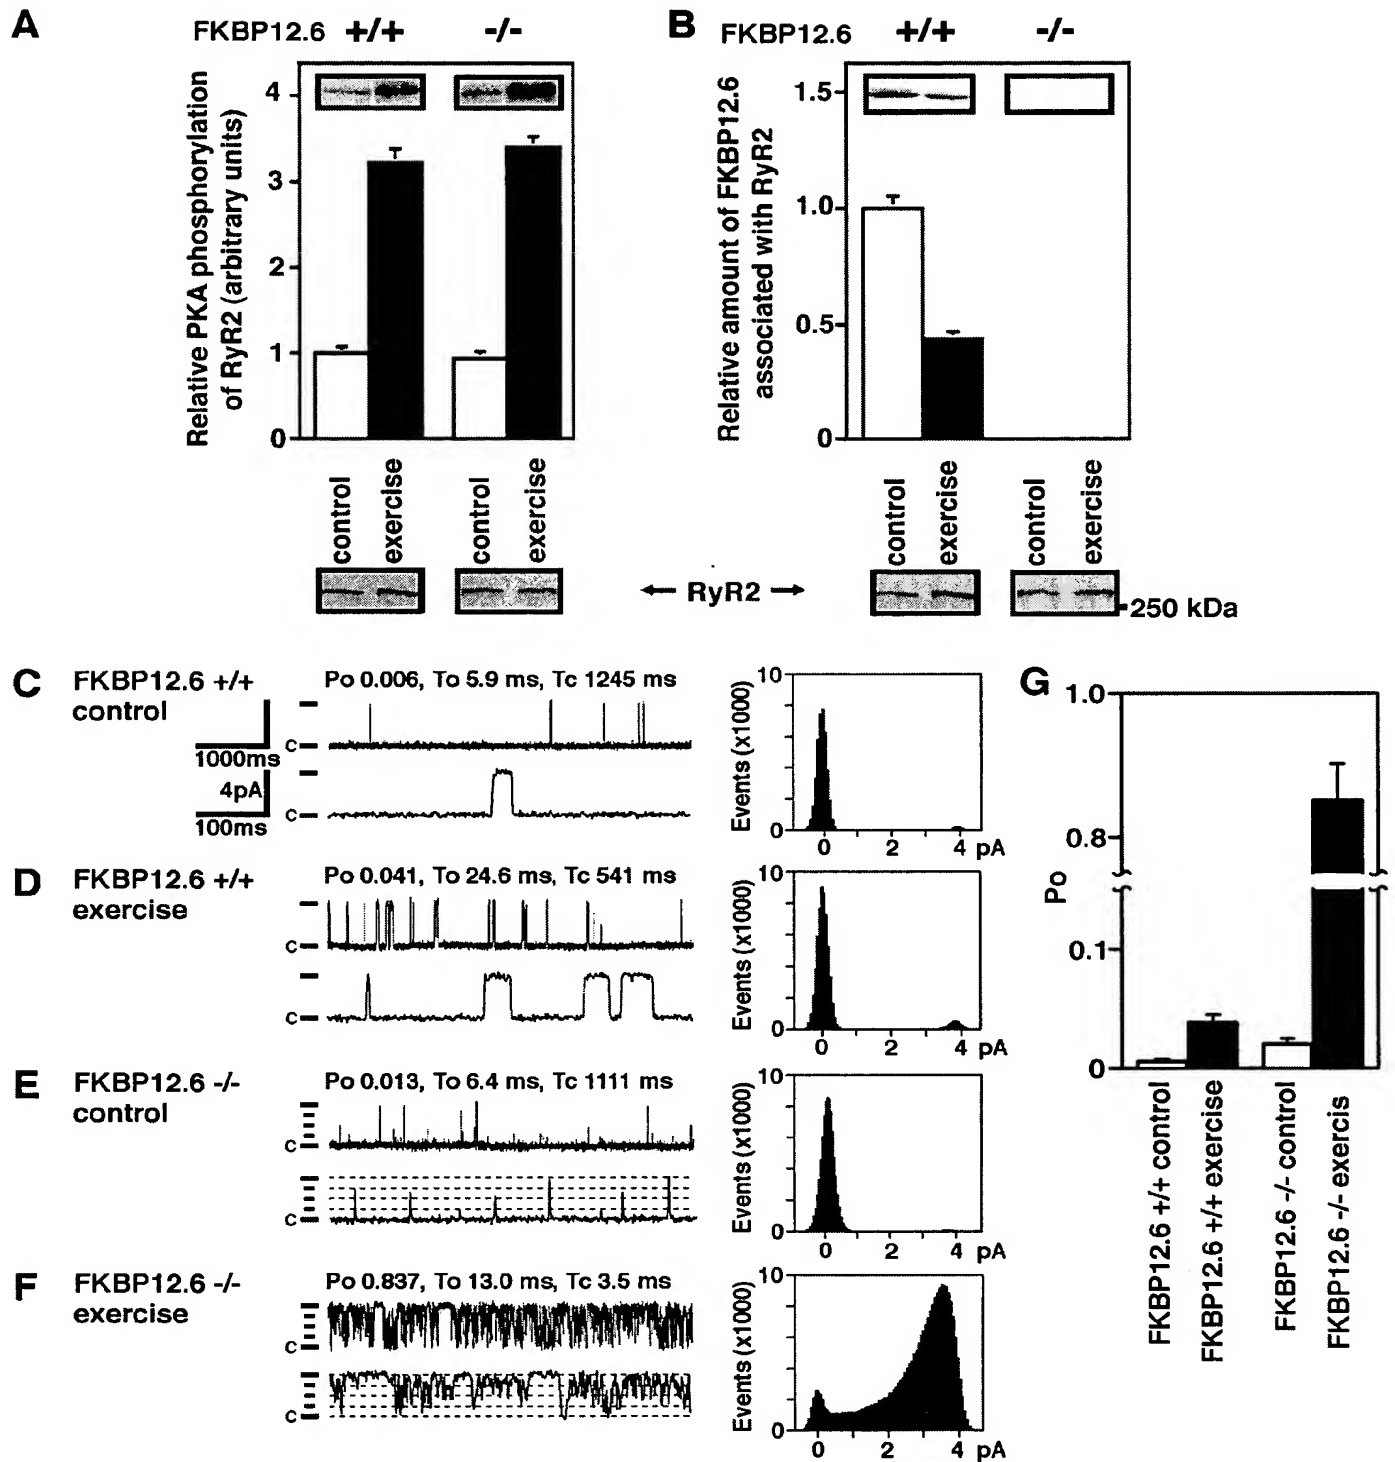 A
FKBP12.6 +/+ -/-
Relative PKA phosphorylation
of RyR2 (arbitrary units)
4
3
2
1
0
control
exercise
control
exercise
B
FKBP12.6 +/+ -/-
Relative amount of FKBP12.6
associated with RyR2
1.5
1.0
0.5
0
control
exercise
control
exercise
← RyR2 →
250 kDa
C
FKBP12.6 +/+
control
Po 0.006, To 5.9 ms, Tc 1245 ms
1000ms
4pA
100ms
c
c
Events (x1000)
10
0
0 2 4 pA
D
FKBP12.6 +/+
exercise
Po 0.041, To 24.6 ms, Tc 541 ms
c
c
Events (x1000)
10
0
0 2 4 pA
E
FKBP12.6 -/-
control
Po 0.013, To 6.4 ms, Tc 1111 ms
c
c
Events (x1000)
10
0
0 2 4 pA
F
FKBP12.6 -/-
exercise
Po 0.837, To 13.0 ms, Tc 3.5 ms
c
c
Events (x1000)
10
0
0 2 4 pA
G
Po
1.0
0.8
0.1
0
FKBP12.6 +/+ control
FKBP12.6 +/+ exercise
FKBP12.6 -/- control
FKBP12.6 -/- exercis